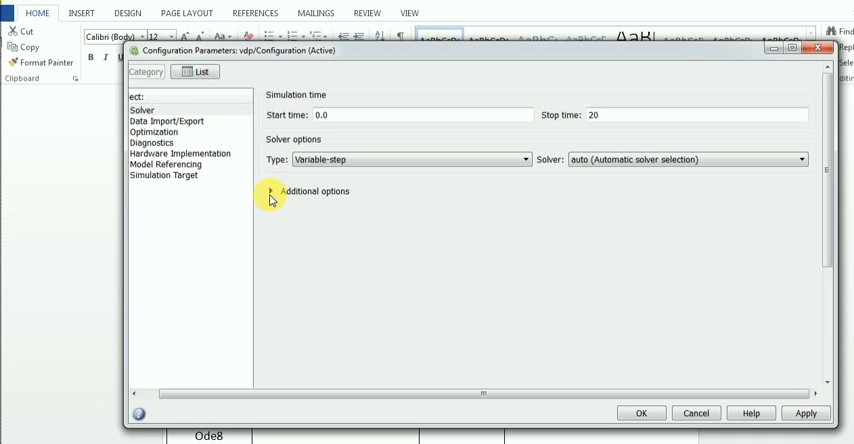 HOME INSERT DESIGN PAGE LAYOUT REFERENCES MAILINGS REVIEW VIEW
Cut
Copy
Format Painter
Clipboard
Calibri (Body) 12 Aa
B I U
Find
Configuration Parameters: vdp/Configuration (Active)
Category List
ect:
Solver
Data Import/Export
Optimization
Diagnostics
Hardware Implementation
Model Referencing
Simulation Target
Simulation time
Start time: 0.0 Stop time: 20
Solver options
Type: Variable-step Solver: auto (Automatic solver selection)
Additional options
OK Cancel Help Apply
Ode8